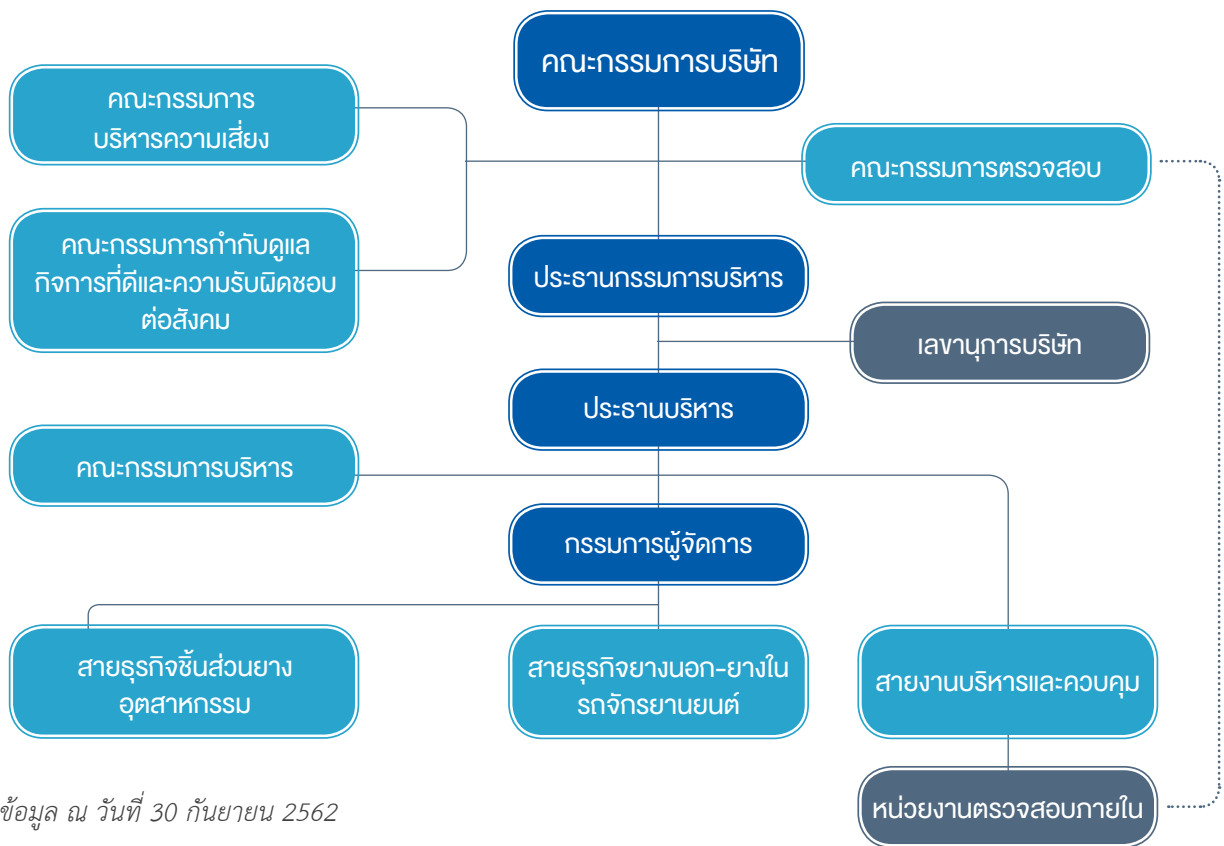 คณะกรรมการบริษัท
คณะกรรมการ
บริหารความเสี่ยง
คณะกรรมการตรวจสอบ
คณะกรรมการกำกับดูแล
กิจการที่ดีและความรับผิดชอบ
ต่อสังคม
ประธานกรรมการบริหาร
เลขานุการบริษัท
ประธานบริหาร
คณะกรรมการบริหาร
กรรมการผู้จัดการ
สายธุรกิจชิ้นส่วนยาง
อุตสาหกรรม
สายธุรกิจยางนอก-ยางใน
รถจักรยานยนต์
สายงานบริหารและควบคุม
หน่วยงานตรวจสอบภายใน
ข้อมูล ณ วันที่ 30 กันยายน 2562